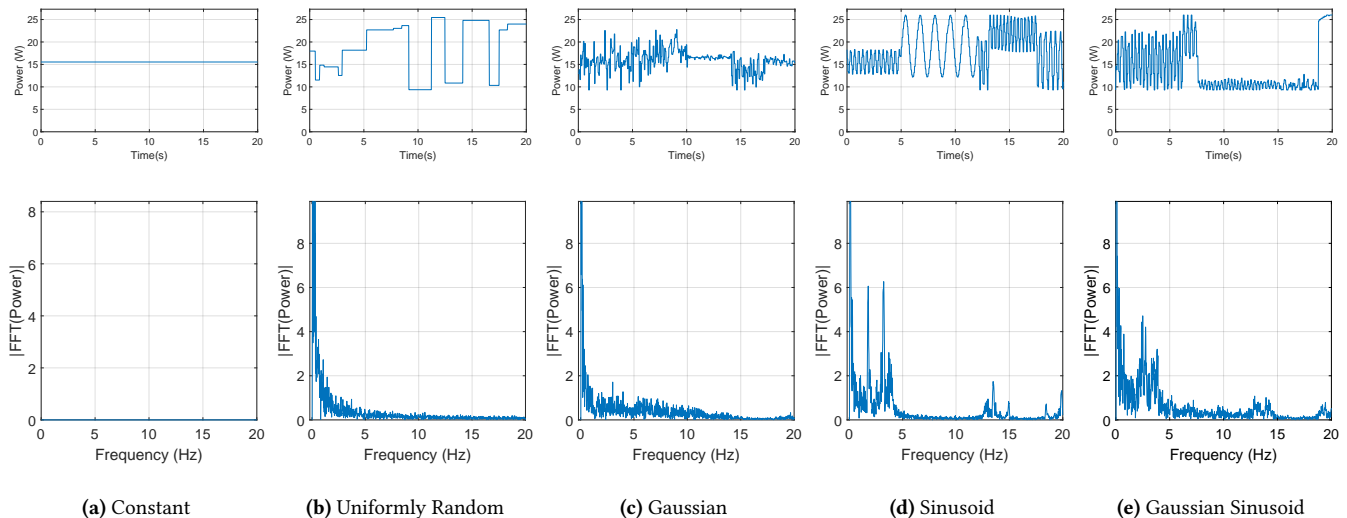 25
20
15
10
5
0
Power (W)
0 5 10 15 20
Time(s)
25
20
15
10
5
0
Power (W)
0 5 10 15 20
Time(s)
25
20
15
10
5
0
Power (W)
0 5 10 15 20
Time(s)
25
20
15
10
5
0
Power (W)
0 5 10 15 20
Time(s)
25
20
15
10
5
0
Power (W)
0 5 10 15 20
Time(s)
8
6
4
2
0
|FFT(Power)|
0 5 10 15 20
Frequency (Hz)
8
6
4
2
0
|FFT(Power)|
0 5 10 15 20
Frequency (Hz)
8
6
4
2
0
|FFT(Power)|
0 5 10 15 20
Frequency (Hz)
8
6
4
2
0
|FFT(Power)|
0 5 10 15 20
Frequency (Hz)
8
6
4
2
0
|FFT(Power)|
0 5 10 15 20
Frequency (Hz)
(a) Constant
(b) Uniformly Random
(c) Gaussian
(d) Sinusoid
(e) Gaussian Sinusoid